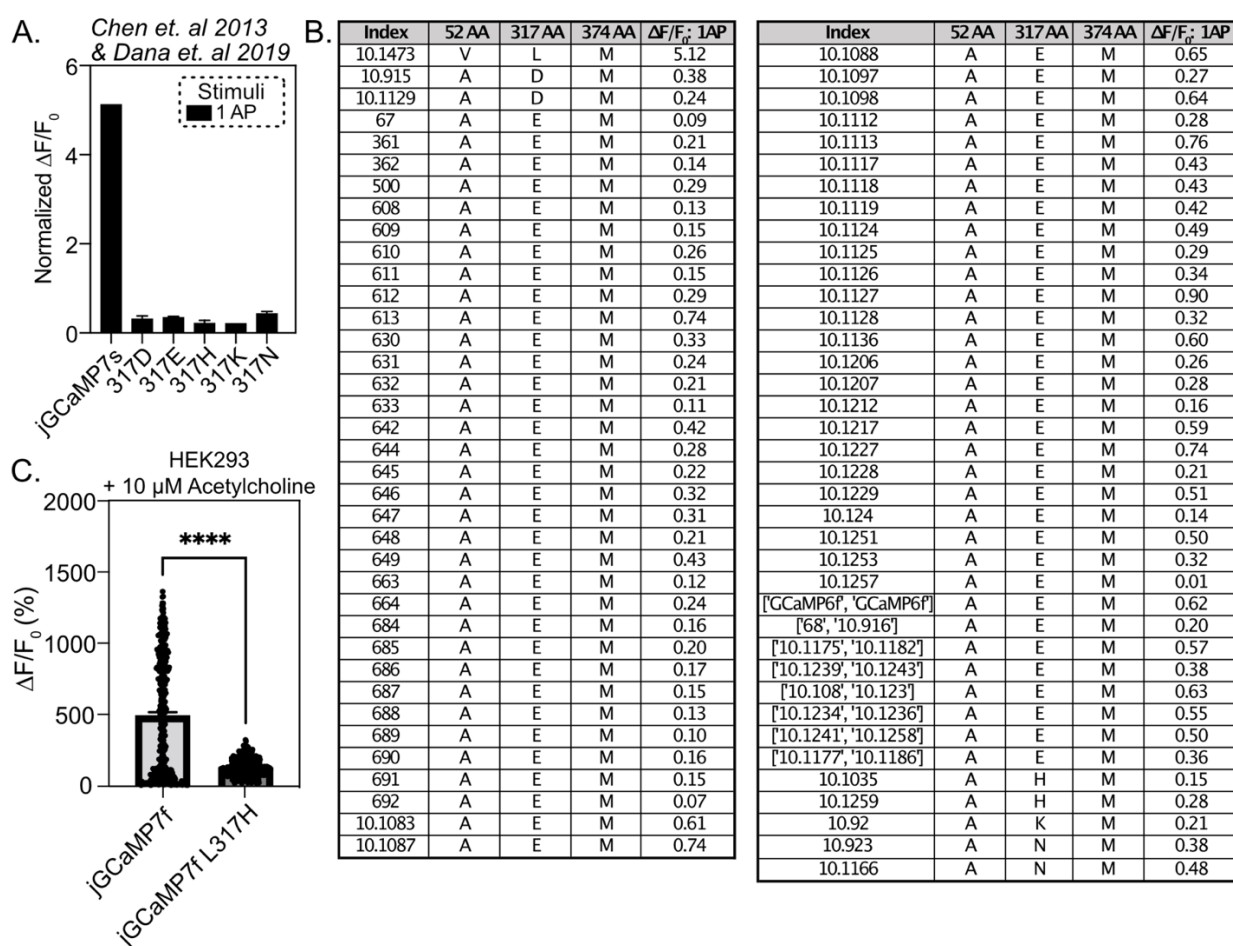 A.
Chen et. al 2013
& Dana et. al 2019
6
4
2
0
Normalized ΔF/F0
Stimuli
1 AP
jGCaMP7s
317D
317E
317H
317K
317N
B.
Index 52 AA 317 AA 374 AA ΔF/F0: 1AP
10.1473 V L M 5.12
10.915 A D M 0.38
10.1129 A D M 0.24
67 A E M 0.09
361 A E M 0.21
362 A E M 0.14
500 A E M 0.29
608 A E M 0.13
609 A E M 0.15
610 A E M 0.26
611 A E M 0.15
612 A E M 0.29
613 A E M 0.74
630 A E M 0.33
631 A E M 0.24
632 A E M 0.21
633 A E M 0.11
642 A E M 0.42
644 A E M 0.28
645 A E M 0.22
646 A E M 0.32
647 A E M 0.31
648 A E M 0.21
649 A E M 0.43
663 A E M 0.12
664 A E M 0.24
684 A E M 0.16
685 A E M 0.20
686 A E M 0.17
687 A E M 0.15
688 A E M 0.13
689 A E M 0.10
690 A E M 0.16
691 A E M 0.15
692 A E M 0.07
10.1083 A E M 0.61
10.1087 A E M 0.74
Index 52 AA 317 AA 374 AA ΔF/F0: 1AP
10.1088 A E M 0.65
10.1097 A E M 0.27
10.1098 A E M 0.64
10.1112 A E M 0.28
10.1113 A E M 0.76
10.1117 A E M 0.43
10.1118 A E M 0.43
10.1119 A E M 0.42
10.1124 A E M 0.49
10.1125 A E M 0.29
10.1126 A E M 0.34
10.1127 A E M 0.90
10.1128 A E M 0.32
10.1136 A E M 0.60
10.1206 A E M 0.26
10.1207 A E M 0.28
10.1212 A E M 0.16
10.1217 A E M 0.59
10.1227 A E M 0.74
10.1228 A E M 0.21
10.1229 A E M 0.51
10.124 A E M 0.14
10.1251 A E M 0.50
10.1253 A E M 0.32
10.1257 A E M 0.01
['GCaMP6f', 'GCaMP6f'] A E M 0.62
['68', '10.916'] A E M 0.20
['10.1175', '10.1182'] A E M 0.57
['10.1239', '10.1243'] A E M 0.38
['10.108', '10.123'] A E M 0.63
['10.1234', '10.1236'] A E M 0.55
['10.1241', '10.1258'] A E M 0.50
['10.1177', '10.1186'] A E M 0.36
10.1035 A H M 0.15
10.1259 A H M 0.28
10.92 A K M 0.21
10.923 A N M 0.38
10.1166 A N M 0.48
C.
HEK293
+ 10 µM Acetylcholine
2000
1500
1000
500
0
ΔF/F0 (%)
****
jGCaMP7f
jGCaMP7f L317H